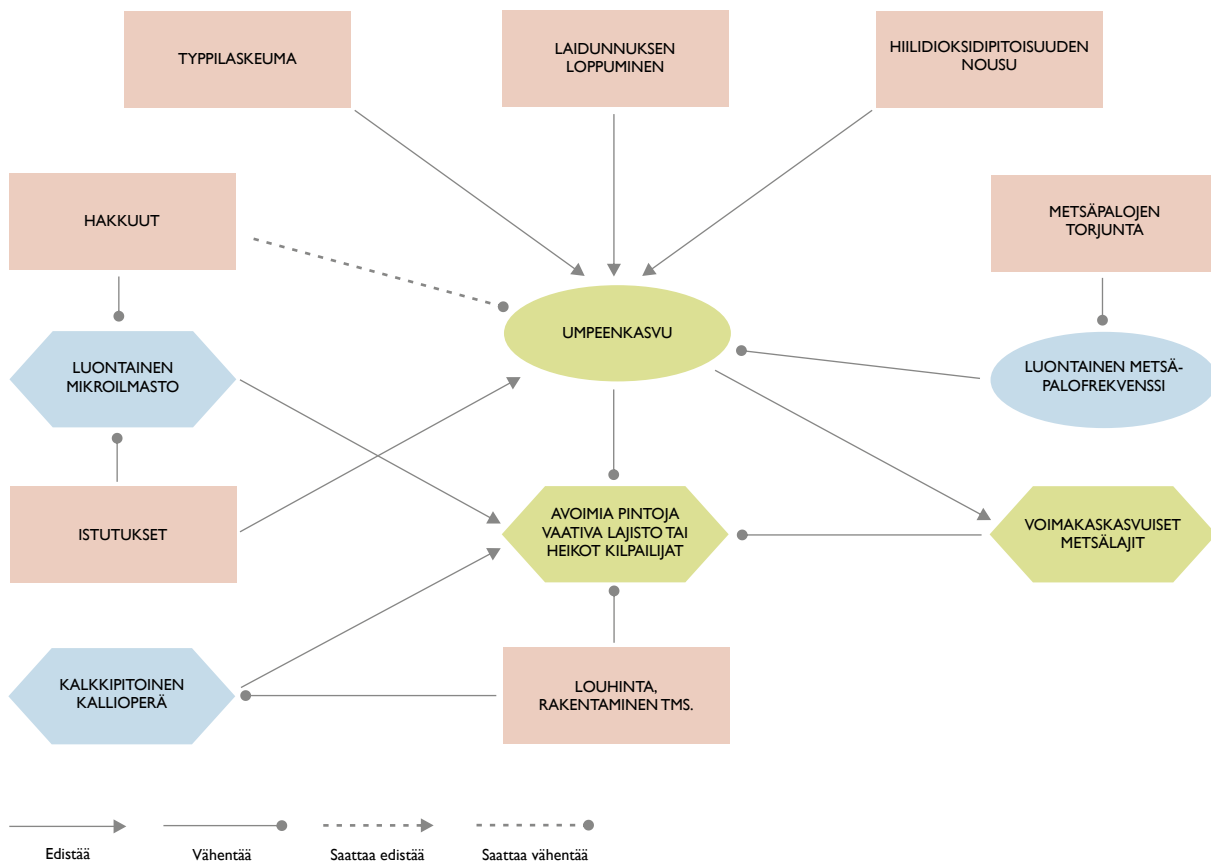 TYPPILASKEUMA
LAIDUNNUKSEN
LOPPUMINEN
HIILIDIOKSIDIPITOISUUDEN
NOUSU
HAKKUUT
METSÄPALOJEN
TORJUNTA
UMPEENKASVU
LUONTAINEN
MIKROILMASTO
LUONTAINEN METSÄ-
PALOFREKVENSSI
ISTUTUKSET
AVOIMIA PINTOJA
VAATIVA LAJISTO TAI
HEIKOT KILPAILIJAT
VOIMAKASKASVUISET
METSÄLAJIT
KALKKIPITOINEN
KALLIOPERÄ
LOUHINTA,
RAKENTAMINEN TMS.
Edistää
Vähentää
Saattaa edistää
Saattaa vähentää